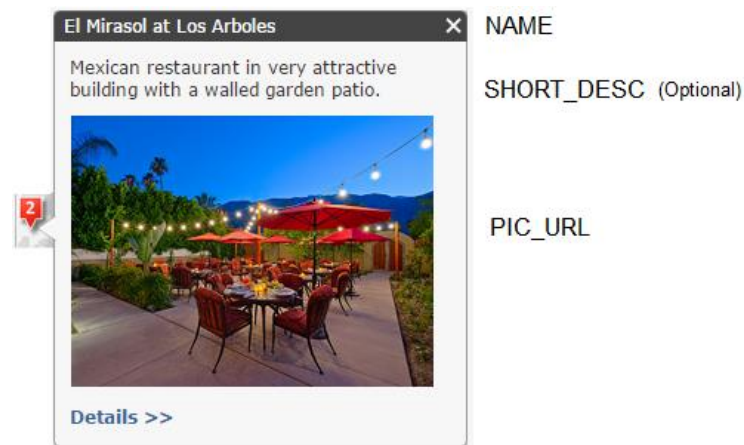 El Mirasol at Los Arboles
NAME
Mexican restaurant in very attractive
building with a walled garden patio.
SHORT_DESC (Optional)
2
PIC_URL
Details >>